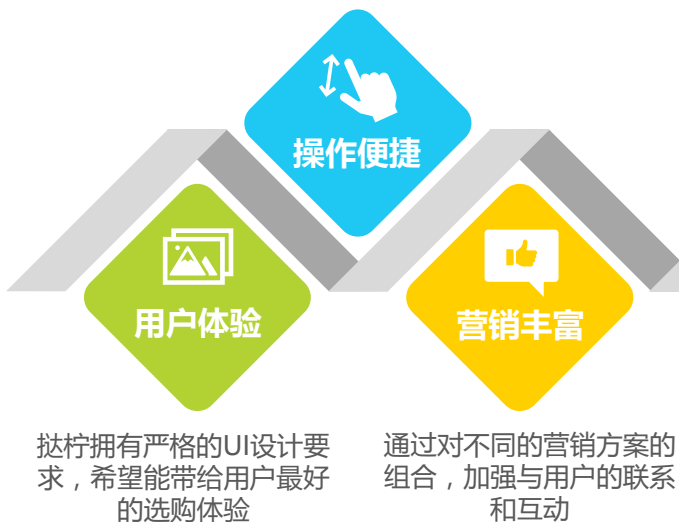 操作便捷
用户体验
营销丰富
挞柠拥有严格的UI设计要
求，希望能带给用户最好
的选购体验
通过对不同的营销方案的
组合，加强与用户的联系
和互动